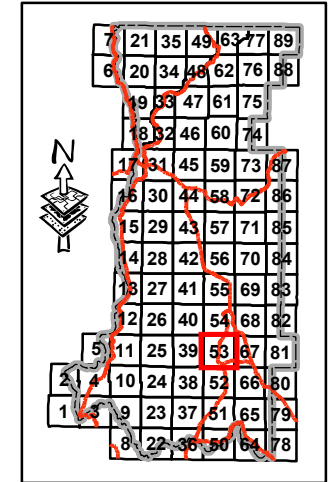 7 21 35 49 63 77 89
6 20 34 48 62 76 88
19 33 47 61 75
18 32 46 60 74
N 17 31 45 59 73 87
16 30 44 58 72 86
15 29 43 57 71 85
14 28 42 56 70 84
13 27 41 55 69 83
12 26 40 54 68 82
5 11 25 39 53 67 81
2 4 10 24 38 52 66 80
1 3 9 23 37 51 65 79
8 22 36 50 64 78